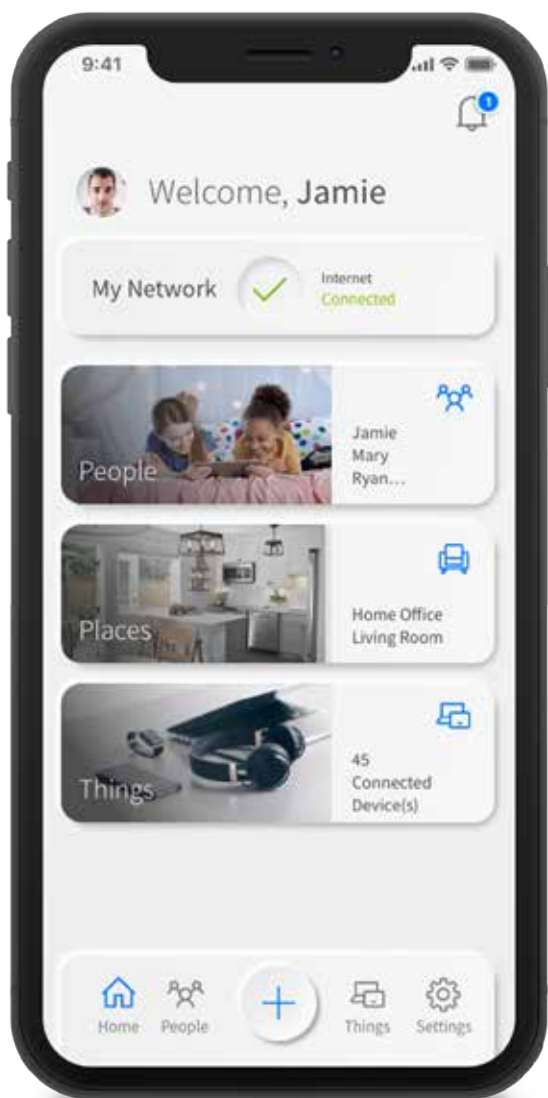 9:41
1
Welcome, Jamie
My Network
Internet
Connected
People
Jamie
Mary
Ryan...
Places
Home Office
Living Room
Things
45
Connected
Device(s)
Home
People
Things
Settings